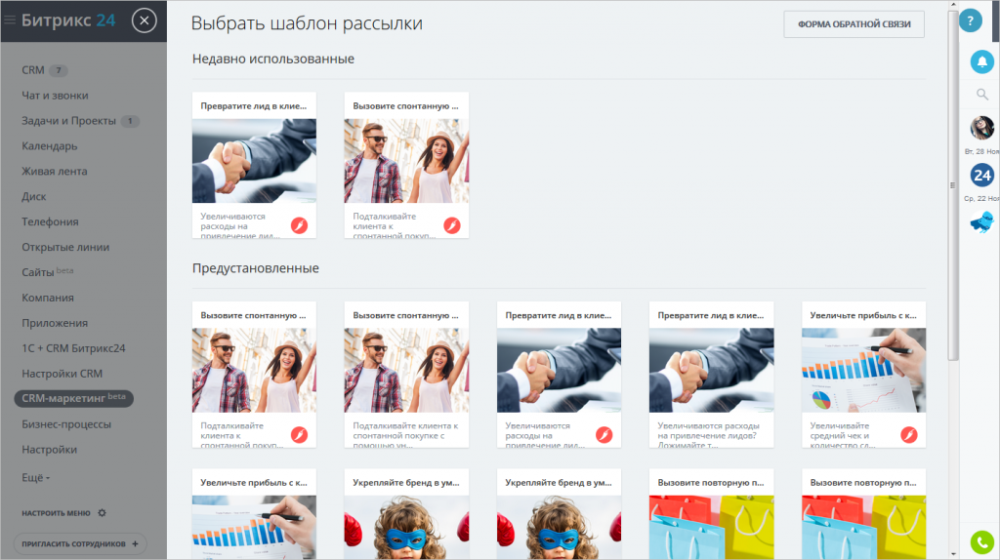 Битрикс 24
CRM 7
Чат и звонки
Задачи и Проекты 1
Календарь
Живая лента
Диск
Телефония
Открытые линии
Сайты beta
Компания
Приложения
1С + CRM Битрикс24
Настройки CRM
CRM-маркетинг beta
Бизнес-процессы
Настройки
Ещё
НАСТРОИТЬ МЕНЮ
ПРИГЛАСИТЬ СОТРУДНИКОВ +
Выбрать шаблон рассылки
ФОРМА ОБРАТНОЙ СВЯЗИ
Недавно использованные
Превратите лид в клие...
Увеличиваются
расходы на
привлечение лид...
Вызовите спонтанную ...
Подталкивайте
клиента к
спонтанной покуп...
Предустановленные
Вызовите спонтанную ...
Подталкивайте
клиента к
спонтанной покуп...
Вызовите спонтанную ...
Подталкивайте клиента к
спонтанной покупке с
помощью ун...
Превратите лид в клие...
Увеличиваются
расходы на
привлечение лид...
Превратите лид в клие...
Увеличиваются расходы
на привлечение лидов?
Дожимайте т...
Увеличьте прибыль с к...
Увеличивайте
средний чек и
количество сд...
Увеличьте прибыль с к...
Укрепляйте бренд в ум...
Укрепляйте бренд в ум...
Вызовите повторную п...
Вызовите повторную п...
?
Вт, 28 Ноя
24
Ср, 22 Ноя